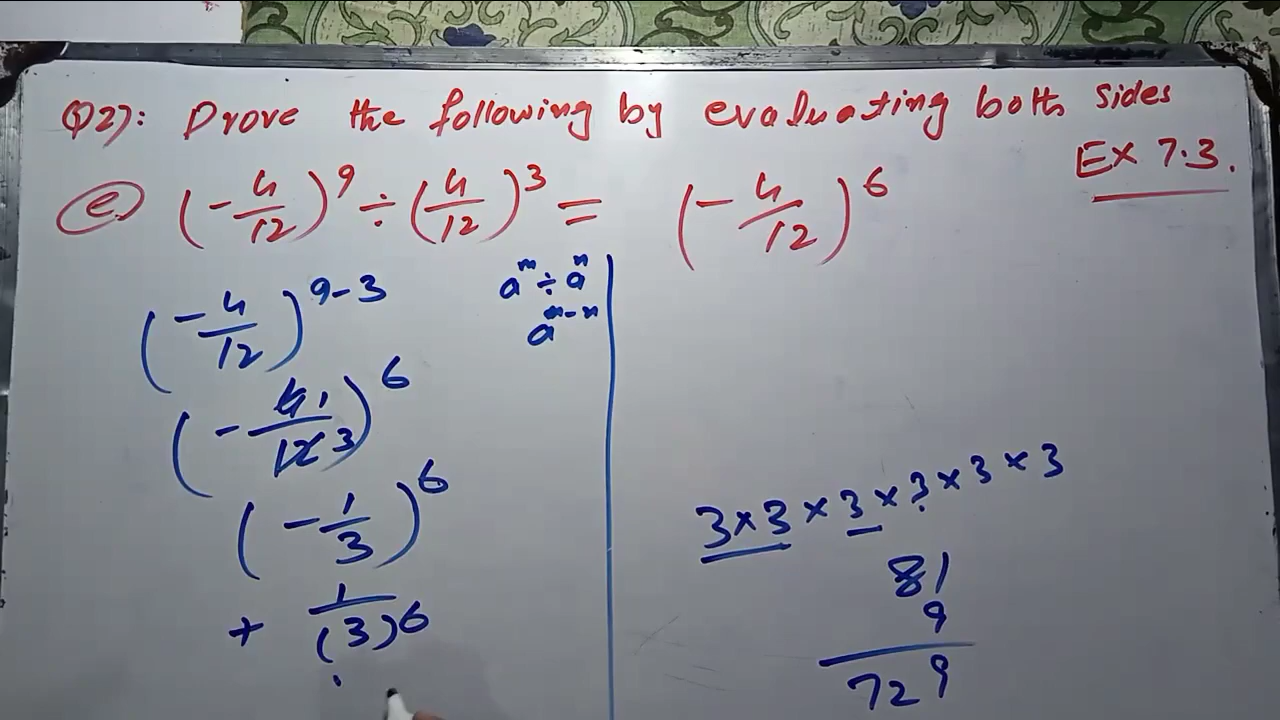 Q27: Prove the following by evaluating both sides
EX 7.3.
(e) (-4/12)^9 ÷ (4/12)^3 = (-4/12)^6
(-4/12)^9-3
a^m ÷ a^n
a^m-n
(-4 1/12 3)^6
(-1/3)^6
+ 1/(3)^6
3×3×3×3×3×3
81
9
729